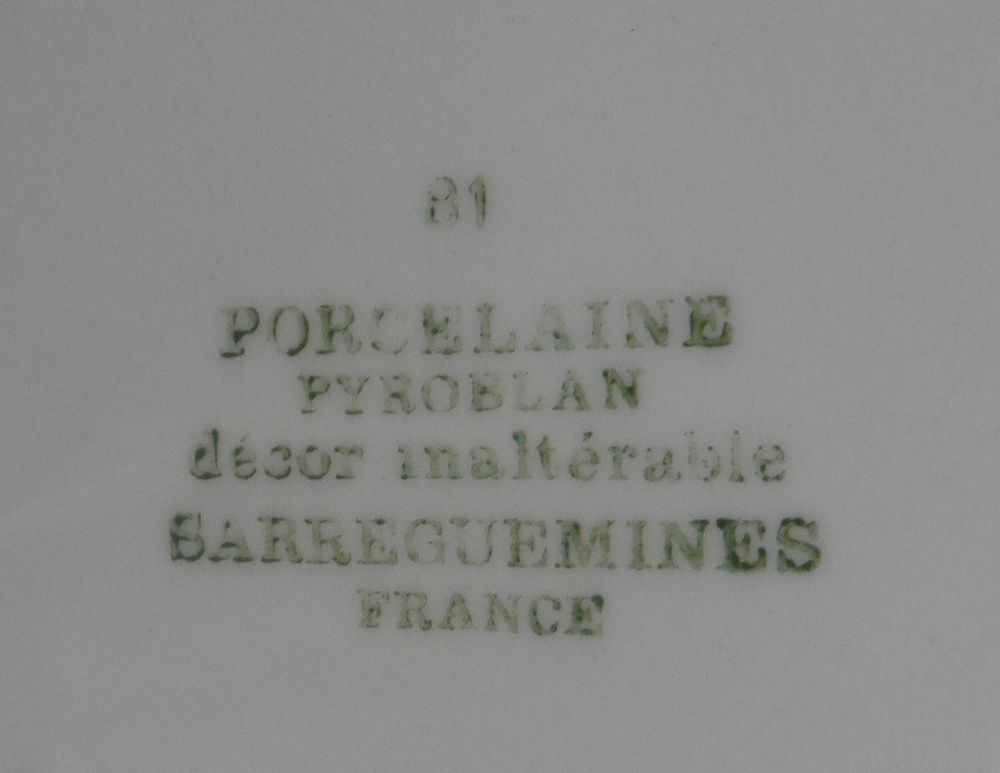 81
PORCELAINE
PYROBLAN
décor inaltérable
SARREGUEMINES
FRANCE